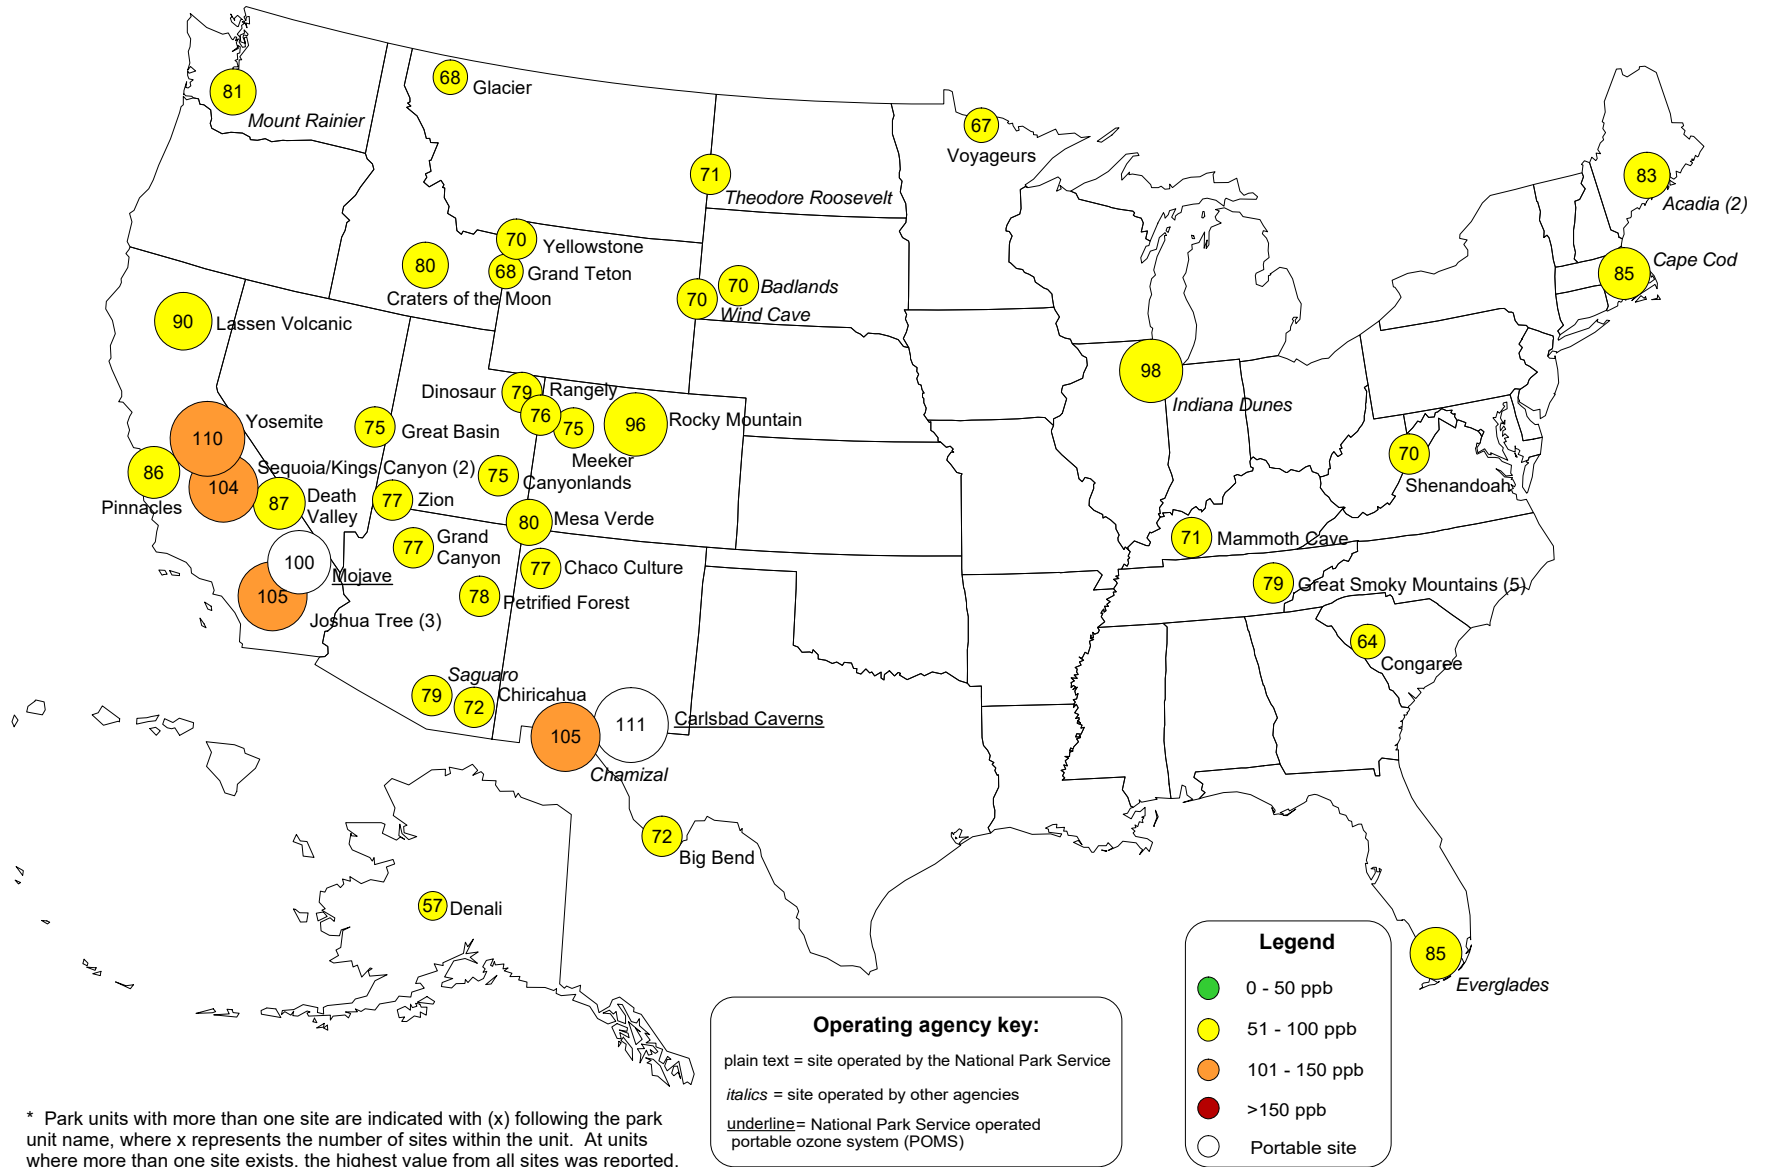 81
Mount Rainier
68
Glacier
67
Voyageurs
71
Theodore Roosevelt
83
Acadia (2)
85
Cape Cod
70
Yellowstone
80
Craters of the Moon
68
Grand Teton
70
Badlands
70
Wind Cave
90
Lassen Volcanic
98
Indiana Dunes
79
Dinosaur
76
Rangely
75
Meeker
96
Rocky Mountain
75
Great Basin
110
Yosemite
86
Pinnacles
104
Sequoia/Kings Canyon (2)
87
Death
Valley
77
Zion
75
Canyonlands
80
Mesa Verde
70
Shenandoah
71
Mammoth Cave
77
Grand
Canyon
100
Mojave
105
Joshua Tree (3)
77
Chaco Culture
78
Petrified Forest
79
Great Smoky Mountains (5)
64
Congaree
79
Saguaro
72
Chiricahua
105
Chamizal
111
Carlsbad Caverns
72
Big Bend
57
Denali
85
Everglades
Legend
0 - 50 ppb
51 - 100 ppb
101 - 150 ppb
>150 ppb
Portable site
Operating agency key:
plain text = site operated by the National Park Service
italics = site operated by other agencies
underline= National Park Service operated
portable ozone system (POMS)
* Park units with more than one site are indicated with (x) following the park
unit name, where x represents the number of sites within the unit. At units
where more than one site exists, the highest value from all sites was reported.